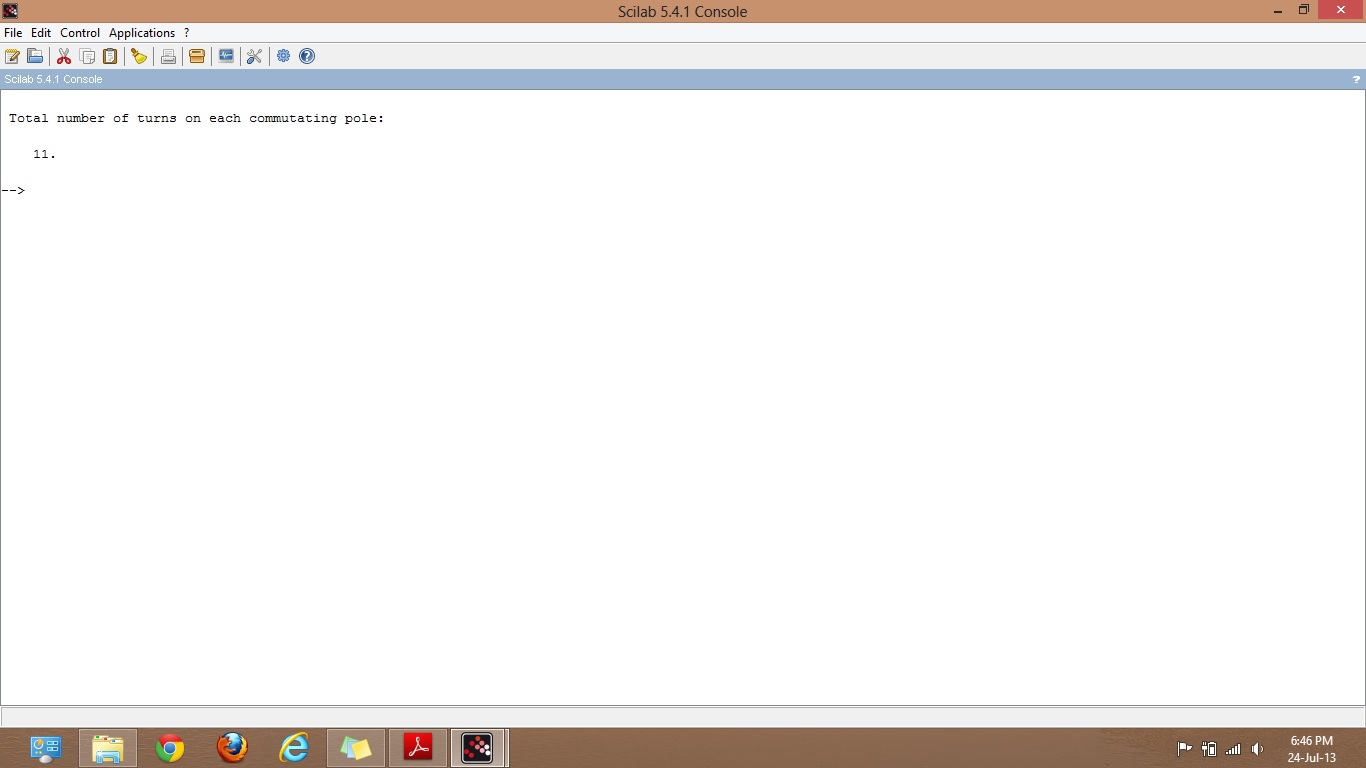 Scilab 5.4.1 Console
File Edit Control Applications ?
Scilab 5.4.1 Console ?
Total number of turns on each commutating pole:
11.
-->
6:46 PM
24-Jul-13